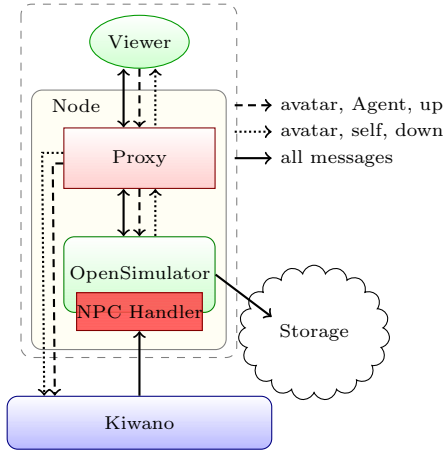 Viewer
Node
avatar, Agent, up
avatar, self, down
all messages
Proxy
OpenSimulator
NPC Handler
Storage
Kiwano